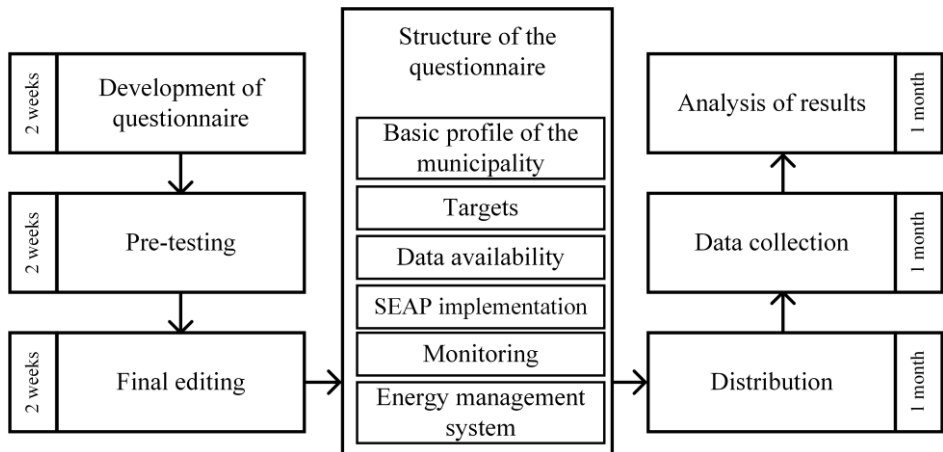 2 weeks
Development of
questionnaire
2 weeks
Pre-testing
2 weeks
Final editing
Structure of the
questionnaire
Basic profile of the
municipality
Targets
Data availability
SEAP implementation
Monitoring
Energy management
system
Analysis of results
1 month
Data collection
1 month
Distribution
1 month